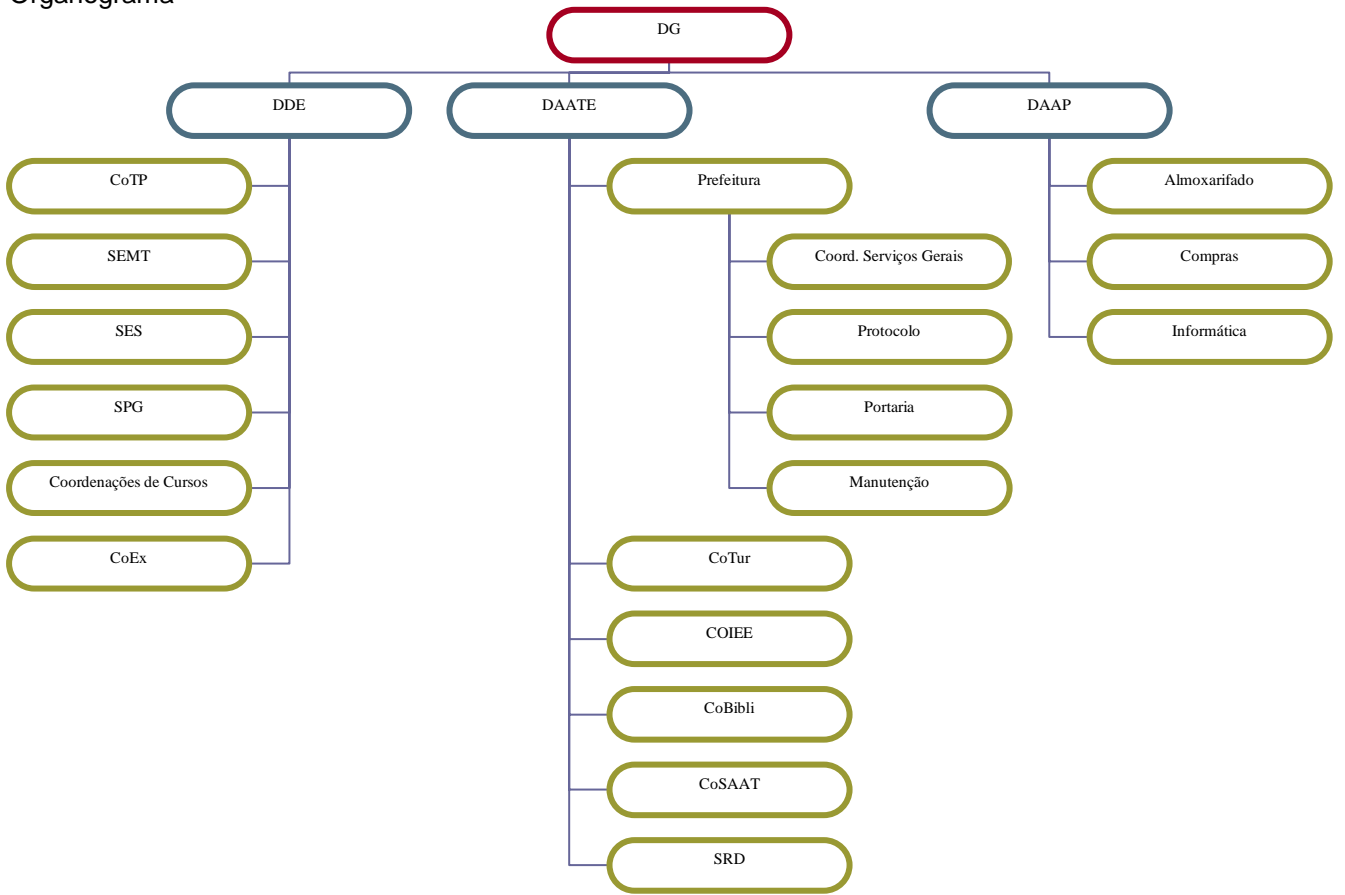 Organograma
DG
DDE
DAATE
DAAP
CoTP
SEMT
SES
SPG
Coordenações de Cursos
CoEx
Prefeitura
Coord. Serviços Gerais
Protocolo
Portaria
Manutenção
CoTur
COIEE
CoBibli
CoSAAT
SRD
Almoxarifado
Compras
Informática